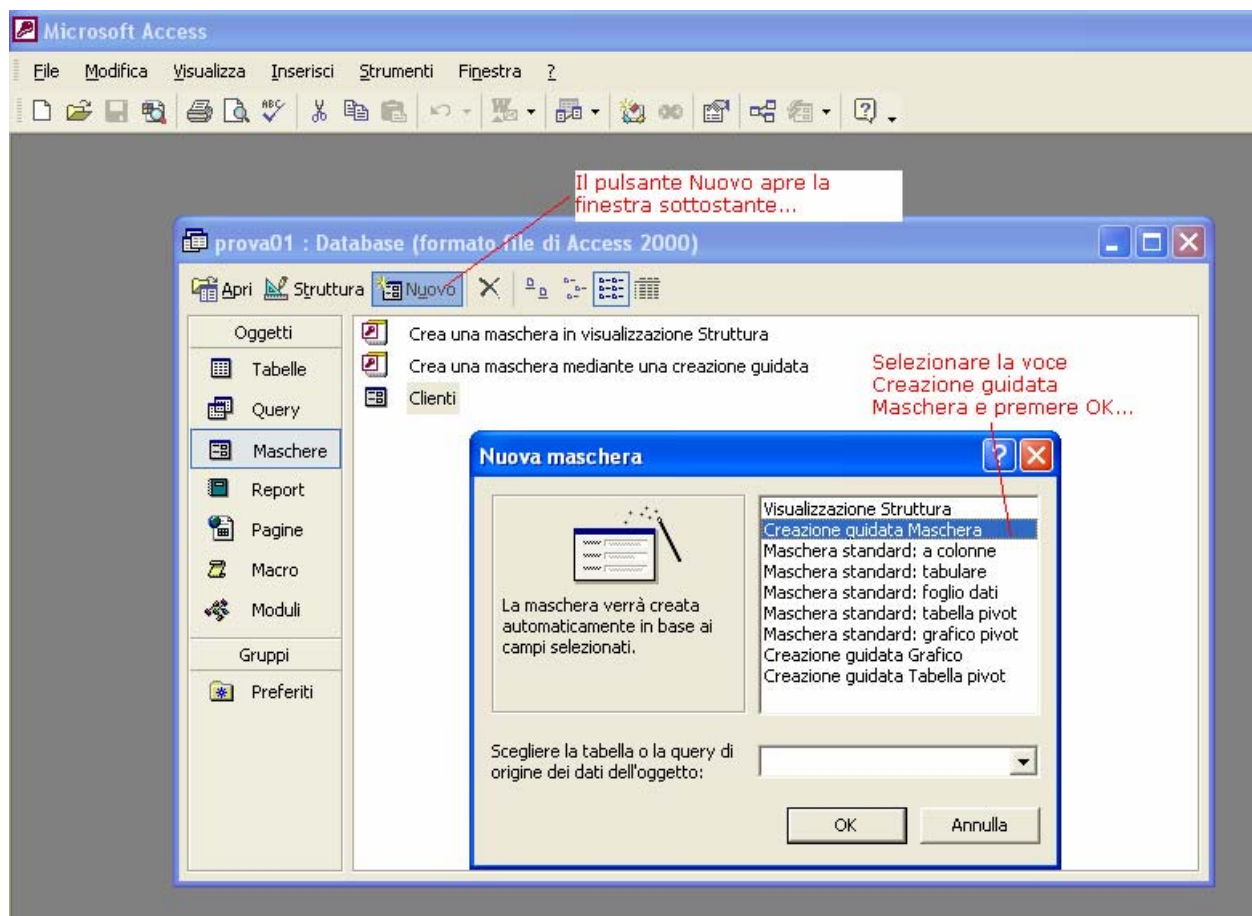 Microsoft Access
File Modifica Visualizza Inserisci Strumenti Finestra ?
Il pulsante Nuovo apre la
finestra sottostante...
prova01 : Database (formato file di Access 2000)
Apri Struttura Nuovo
Oggetti
Tabelle
Query
Maschere
Report
Pagine
Macro
Moduli
Gruppi
Preferiti
Crea una maschera in visualizzazione Struttura
Crea una maschera mediante una creazione guidata
Clienti
Selezionare la voce
Creazione guidata
Maschera e premere OK...
Nuova maschera
La maschera verrà creata
automaticamente in base ai
campi selezionati.
Visualizzazione Struttura
Creazione guidata Maschera
Maschera standard: a colonne
Maschera standard: tabulare
Maschera standard: foglio dati
Maschera standard: tabella pivot
Maschera standard: grafico pivot
Creazione guidata Grafico
Creazione guidata Tabella pivot
Scegliere la tabella o la query di
origine dei dati dell'oggetto:
OK Annulla